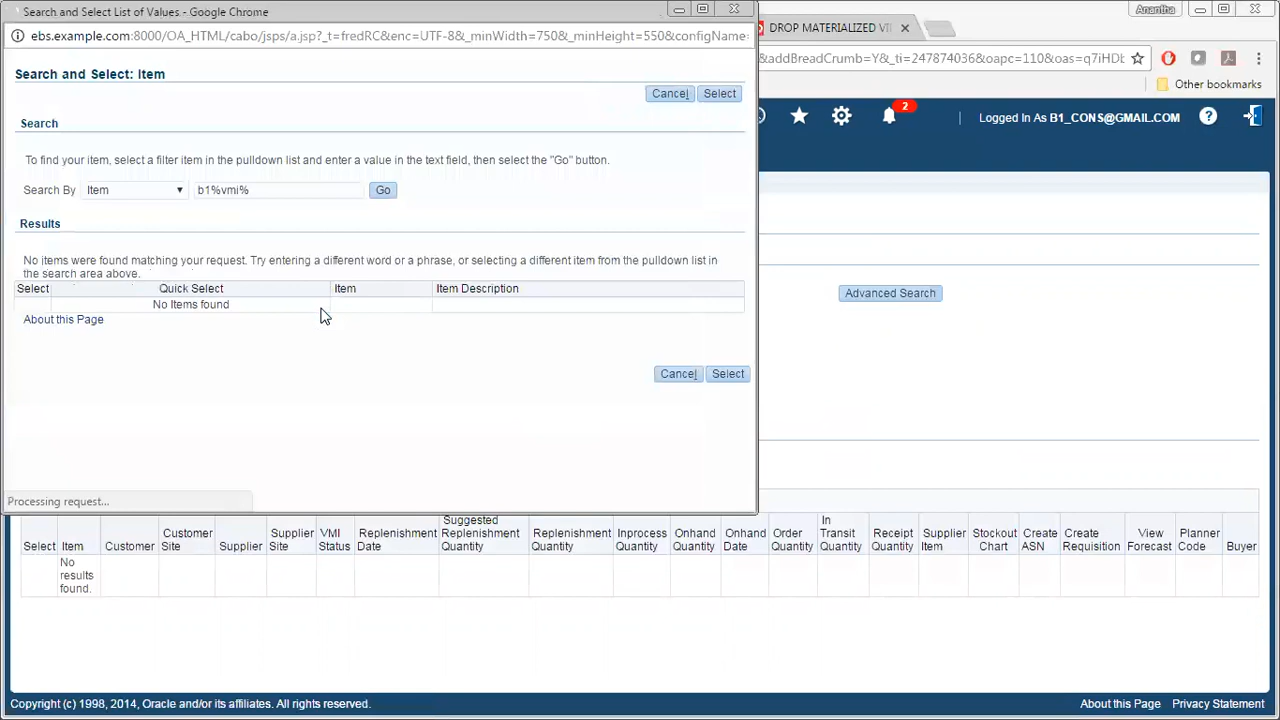 Search and Select List of Values - Google Chrome
ebs.example.com:8000/OA_HTML/cabo/jsps/a.jsp?_t=fredRC&enc=UTF-8&_minWidth=750&_minHeight=550&configName=
Search and Select: Item
Cancel Select
Search
To find your item, select a filter item in the pulldown list and enter a value in the text field, then select the "Go" button.
Search By Item b1%vmi% Go
Results
No items were found matching your request. Try entering a different word or a phrase, or selecting a different item from the pulldown list in
the search area above.
Select Quick Select Item Item Description
No Items found
About this Page
Cancel Select
Processing request...
Anantha
DROP MATERIALIZED VI
&addBreadCrumb=Y&_ti=247874036&oapc=110&oas=q7iHDb
Other bookmarks
2
Logged In As B1_CONS@GMAIL.COM
Advanced Search
Select Item Customer Customer Site Supplier Supplier Site VMI Status Replenishment Date Suggested Replenishment Quantity Replenishment Quantity Inprocess Quantity Onhand Quantity Onhand Date Order Quantity In Transit Quantity Receipt Quantity Supplier Item Stockout Chart Create ASN Create Requisition View Forecast Planner Code Buyer
No
results
found.
Copyright (c) 1998, 2014, Oracle and/or its affiliates. All rights reserved.
About this Page Privacy Statement